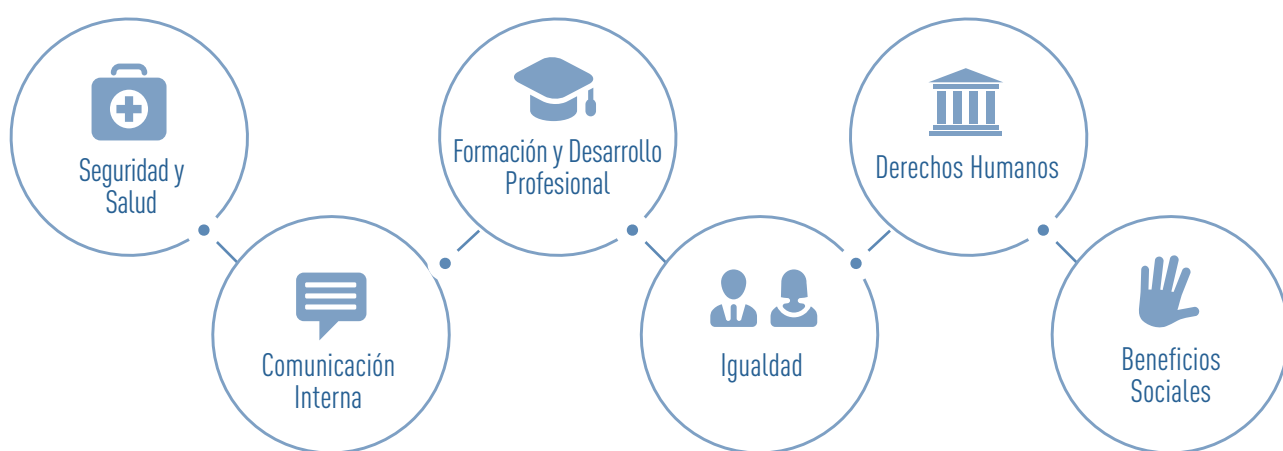 Seguridad y
Salud
Comunicación
Interna
Formación y Desarrollo
Profesional
Igualdad
Derechos Humanos
Beneficios
Sociales